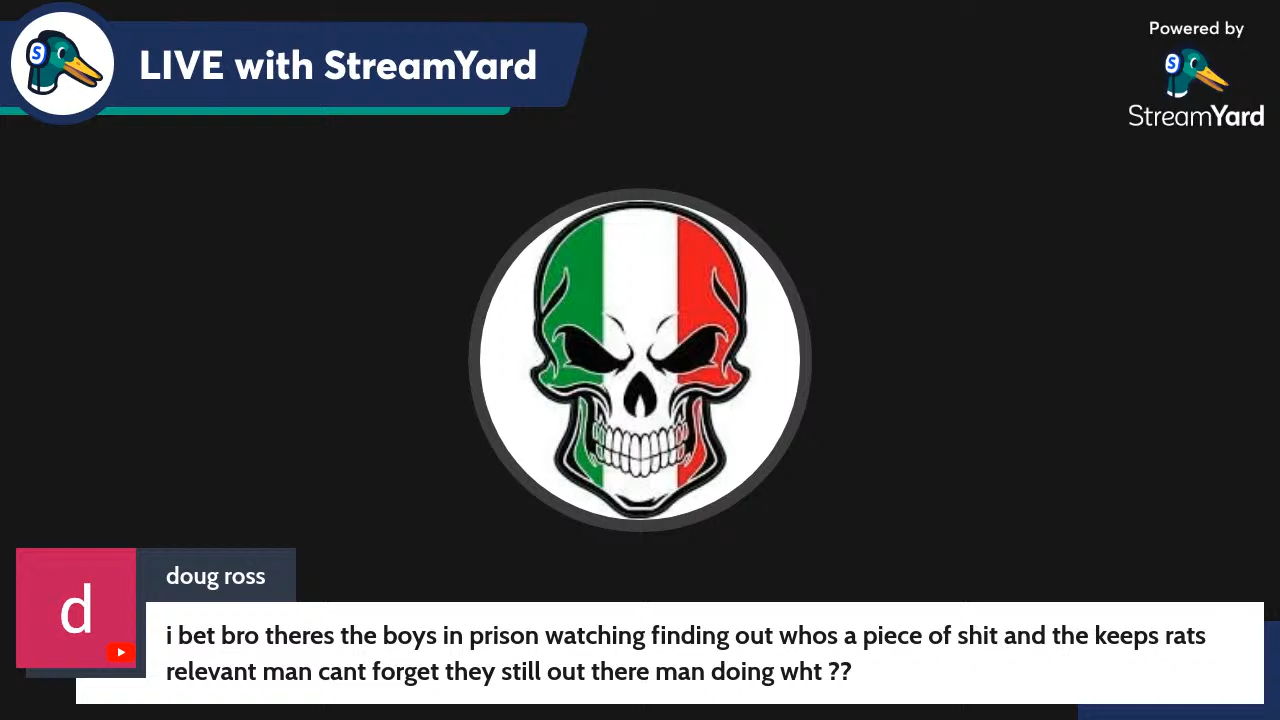 LIVE with StreamYard
Powered by
S
StreamYard
S
d
doug ross
i bet bro theres the boys in prison watching finding out whos a piece of shit and the keeps rats
relevant man cant forget they still out there man doing wht ??